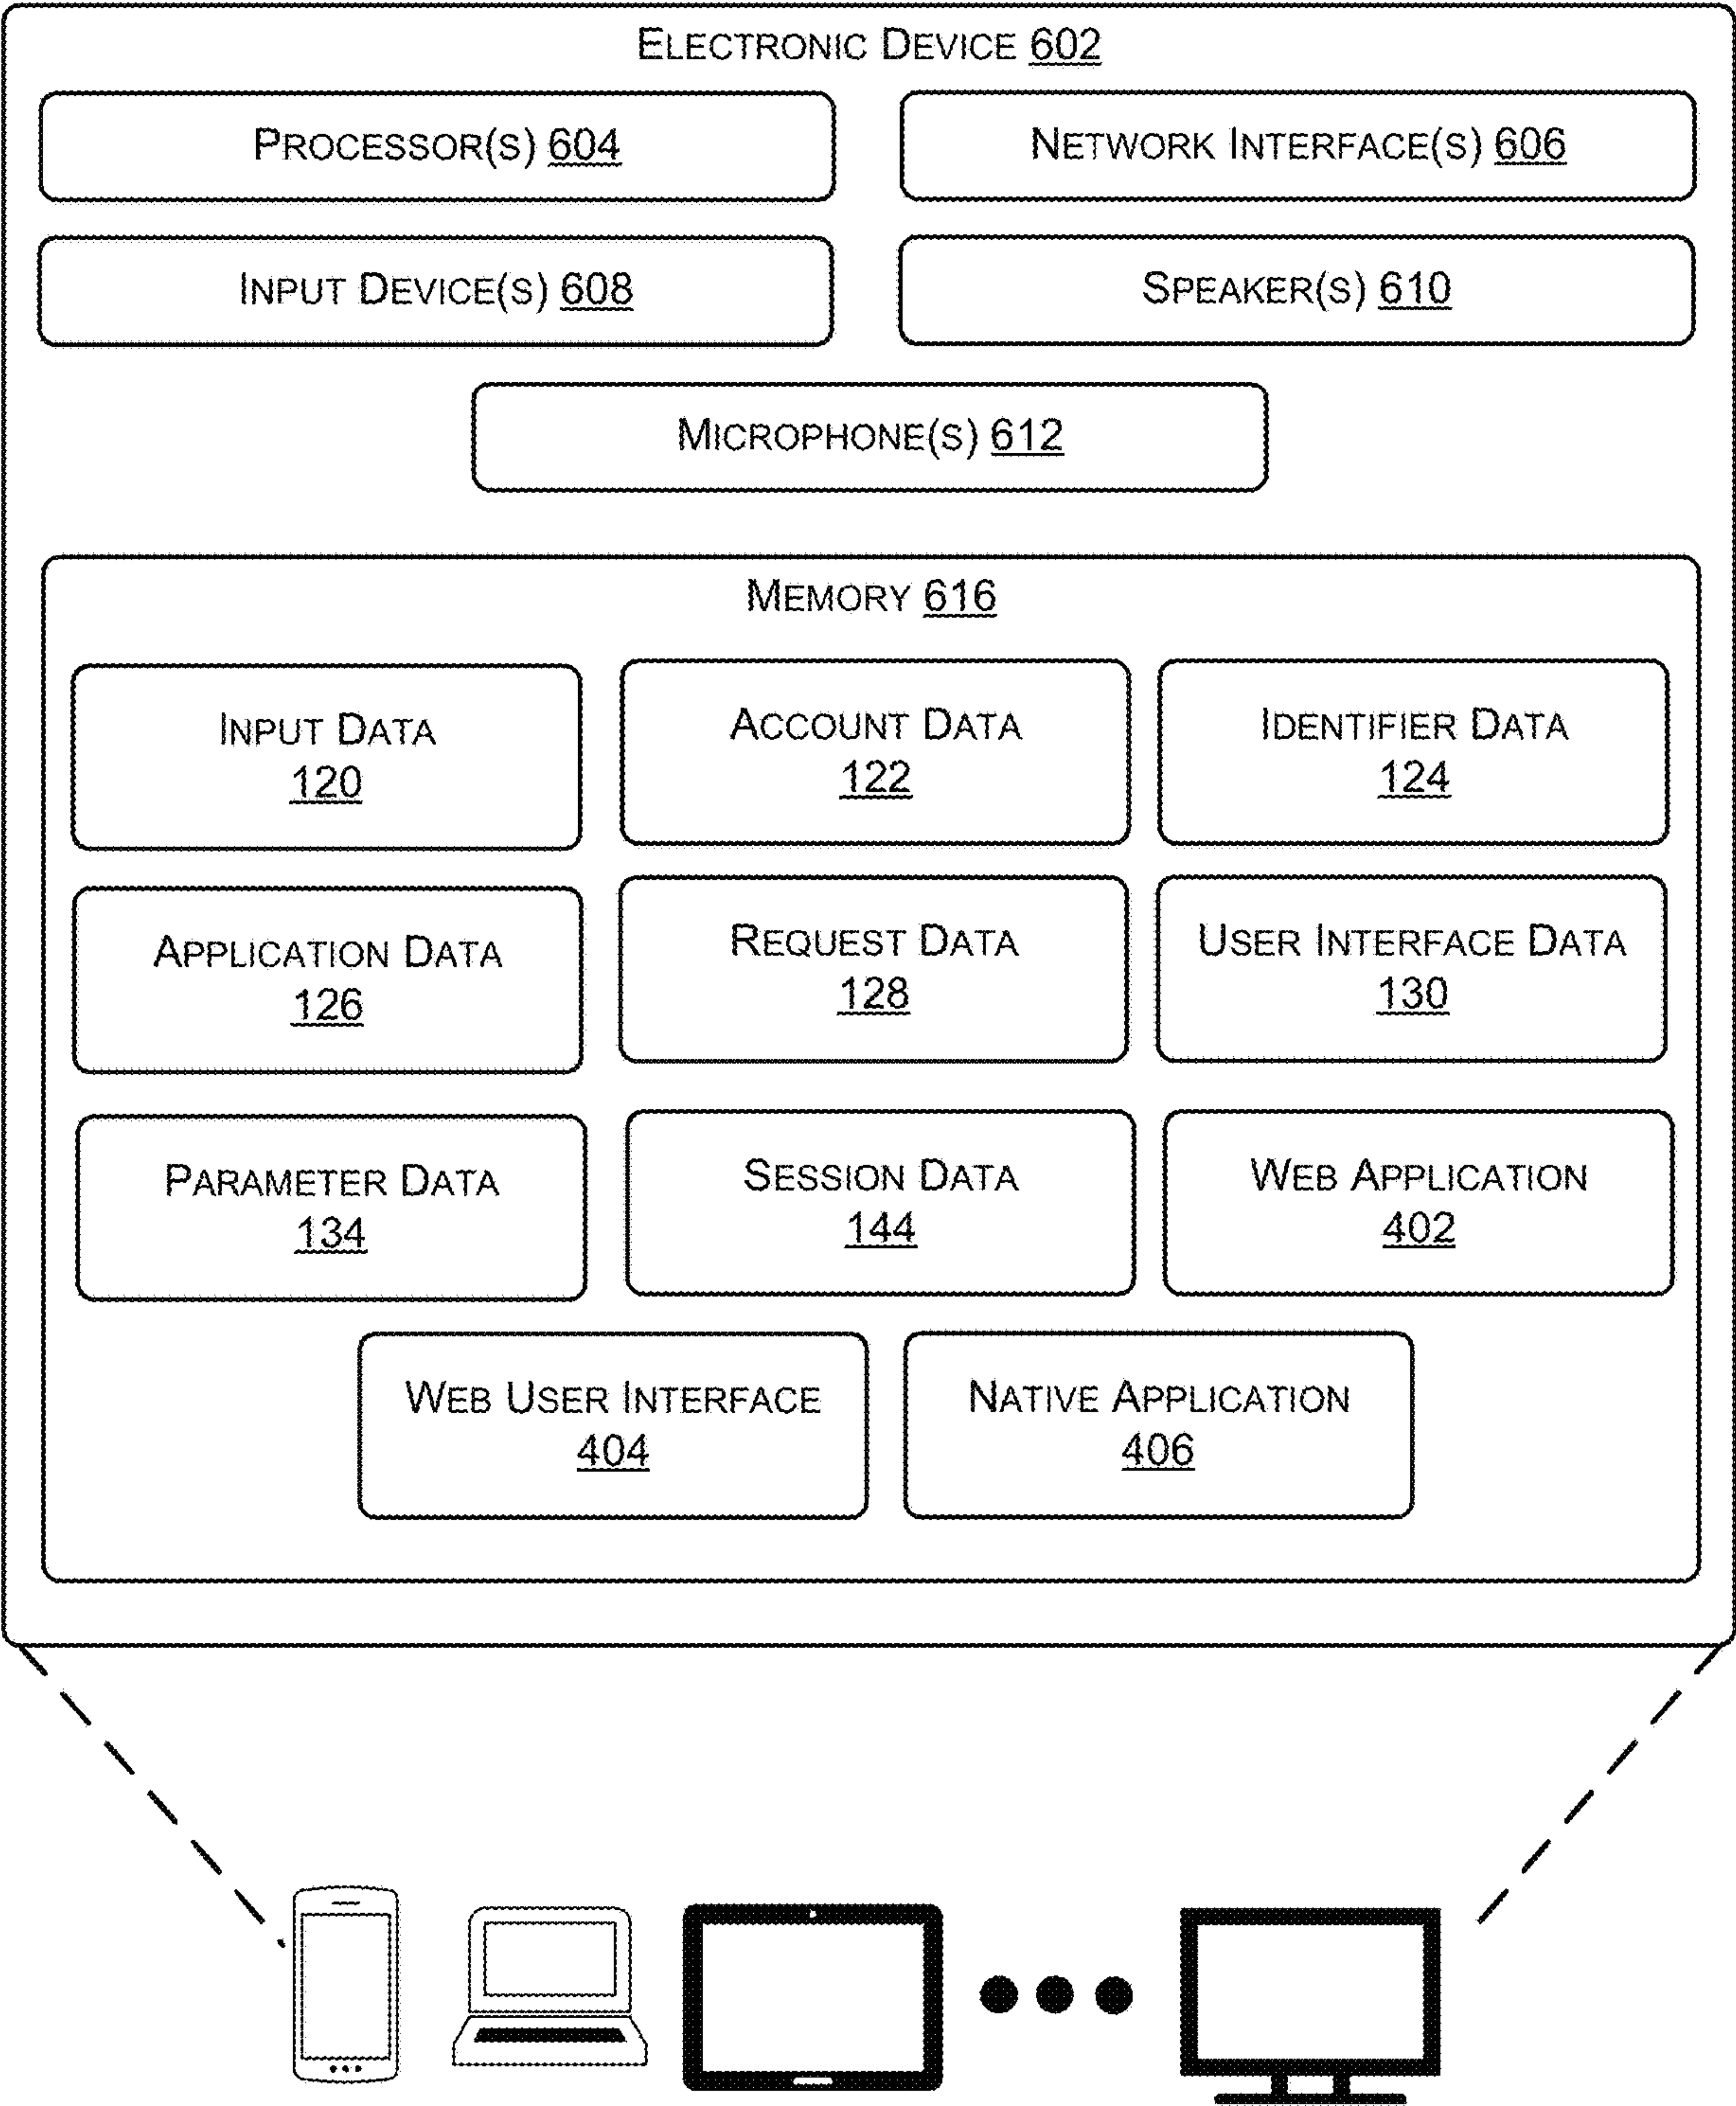 ELECTRONIC DEVICE 602
PROCESSOR(S) 604
NETWORK INTERFACE(S) 606
INPUT DEVICE(S) 608
SPEAKER(S) 610
MICROPHONE(S) 612
MEMORY 616
INPUT DATA
120
ACCOUNT DATA
122
IDENTIFIER DATA
124
APPLICATION DATA
126
REQUEST DATA
128
USER INTERFACE DATA
130
PARAMETER DATA
134
SESSION DATA
144
WEB APPLICATION
402
WEB USER INTERFACE
404
NATIVE APPLICATION
406